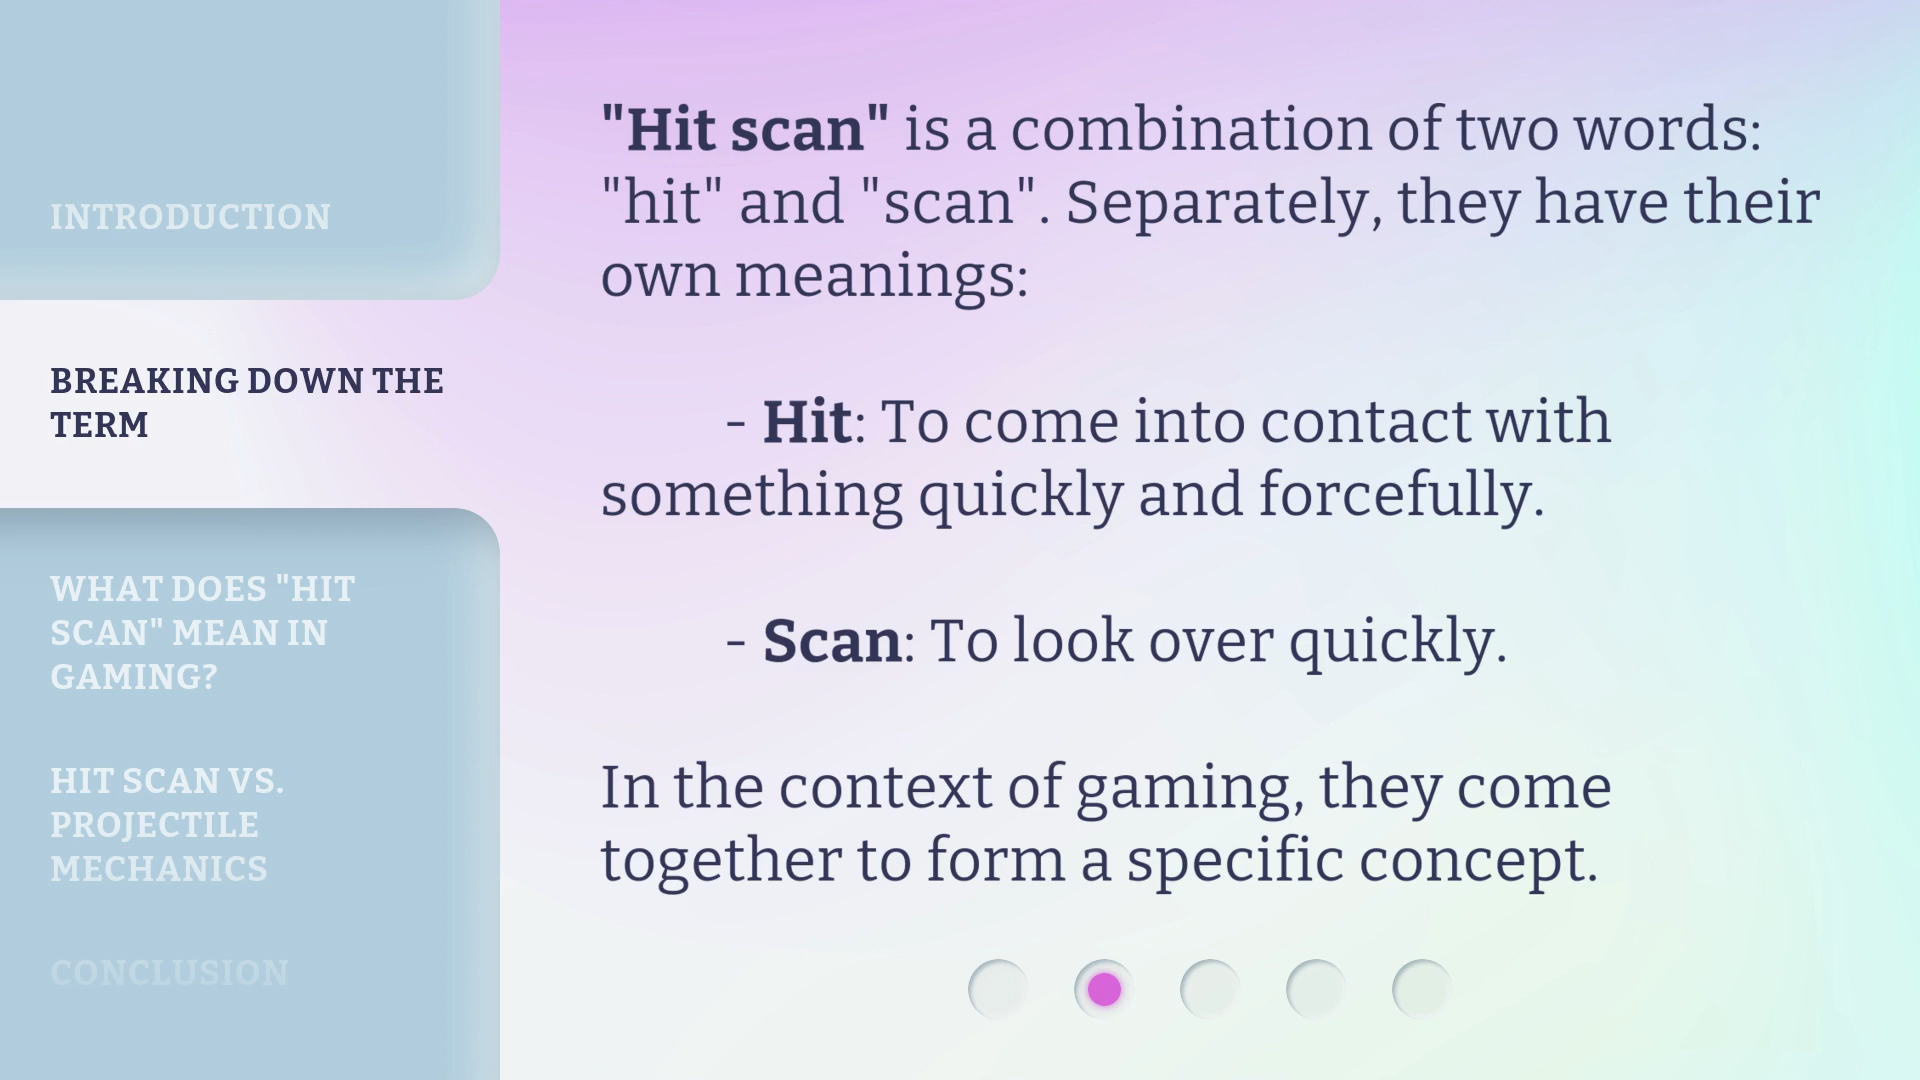 INTRODUCTION
BREAKING DOWN THE
TERM
WHAT DOES "HIT
SCAN" MEAN IN
GAMING?
HIT SCAN VS.
PROJECTILE
MECHANICS
CONCLUSION
"Hit scan" is a combination of two words:
"hit" and "scan". Separately, they have their
own meanings:
- Hit: To come into contact with
something quickly and forcefully.
- Scan: To look over quickly.
In the context of gaming, they come
together to form a specific concept.